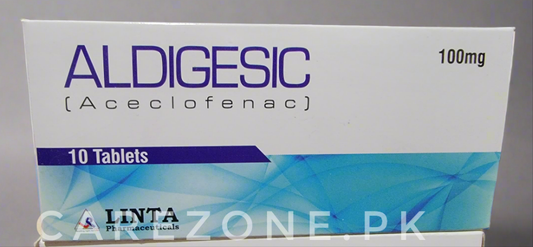 ALDIGESIC
100mg
(Aceclofenac)
10 Tablets
LINTA
Pharmaceuticals
CAREZONE.PK